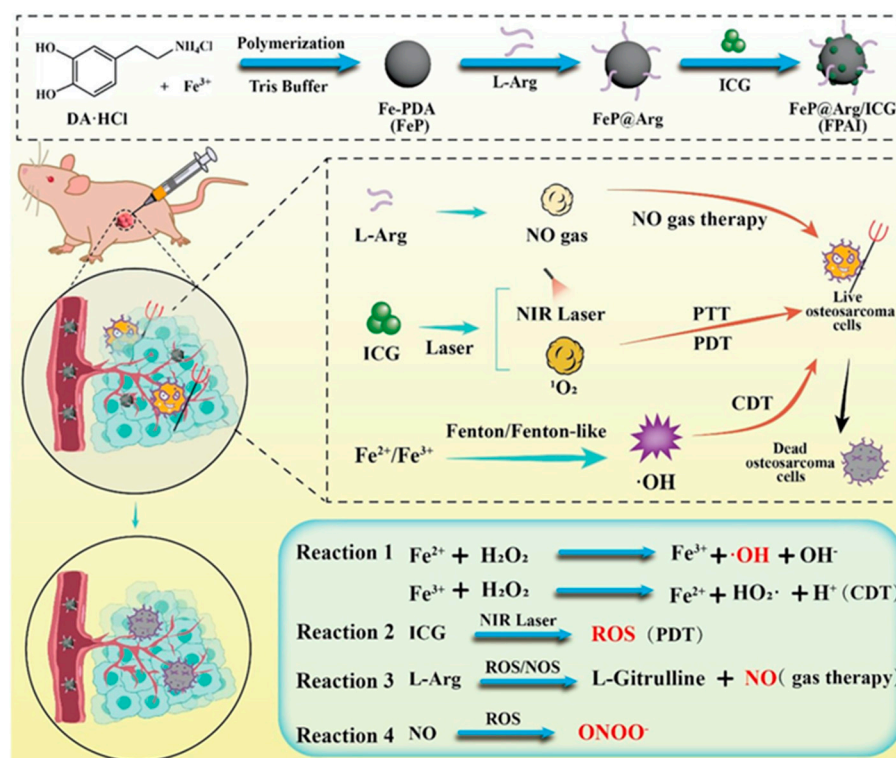 HO
HO
NH4Cl
+ Fe³⁺
DA·HCl
Polymerization
Tris Buffer
Fe-PDA
(FeP)
L-Arg
FeP@Arg
ICG
FeP@Arg/ICG
(FPAI)
L-Arg
NO gas
NO gas therapy
ICG
Laser
NIR Laser
¹O₂
PTT
PDT
Live
osteosarcoma
cells
Fe²⁺/Fe³⁺
Fenton/Fenton-like
·OH
CDT
Dead
osteosarcoma
cells
Reaction 1 Fe²⁺ + H₂O₂ Fe³⁺ + ·OH + OH⁻
Fe³⁺ + H₂O₂ Fe²⁺ + HO₂· + H⁺ (CDT)
Reaction 2 ICG NIR Laser ROS (PDT)
Reaction 3 L-Arg ROS/NOS L-Gitrulline + NO( gas therapy)
Reaction 4 NO ROS ONOO⁻